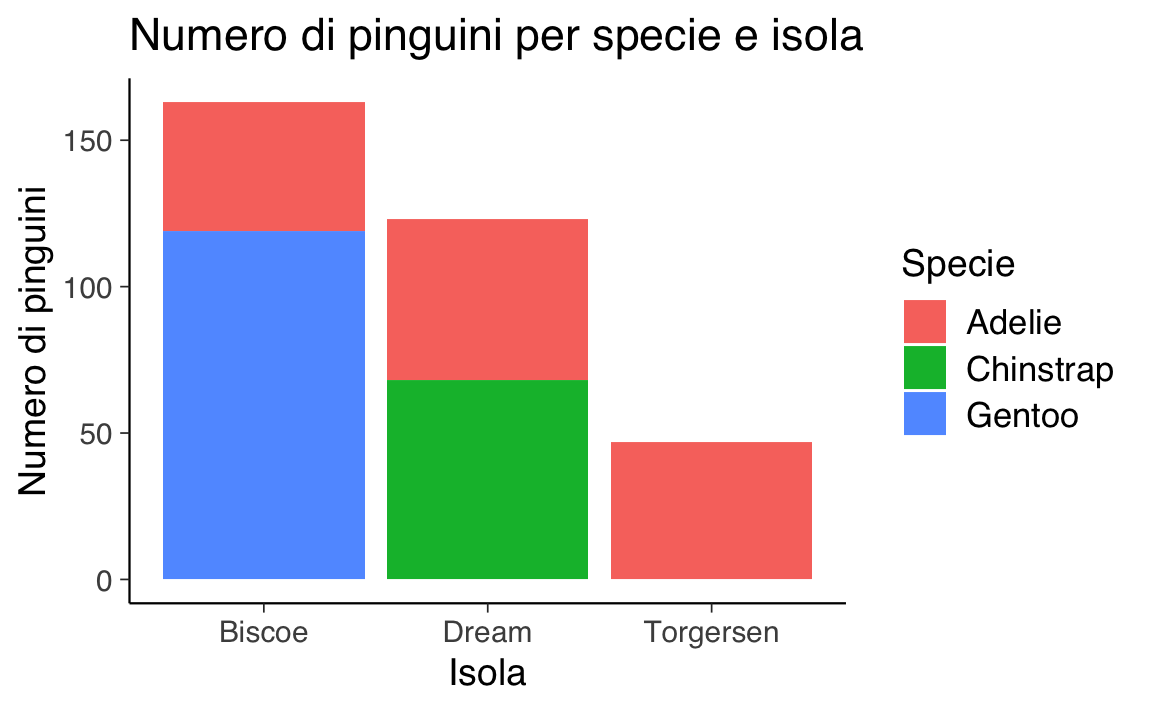 Numero di pinguini per specie e isola
Numero di pinguini
150
100
50
0
Biscoe
Dream
Torgersen
Isola
Specie
Adelie
Chinstrap
Gentoo